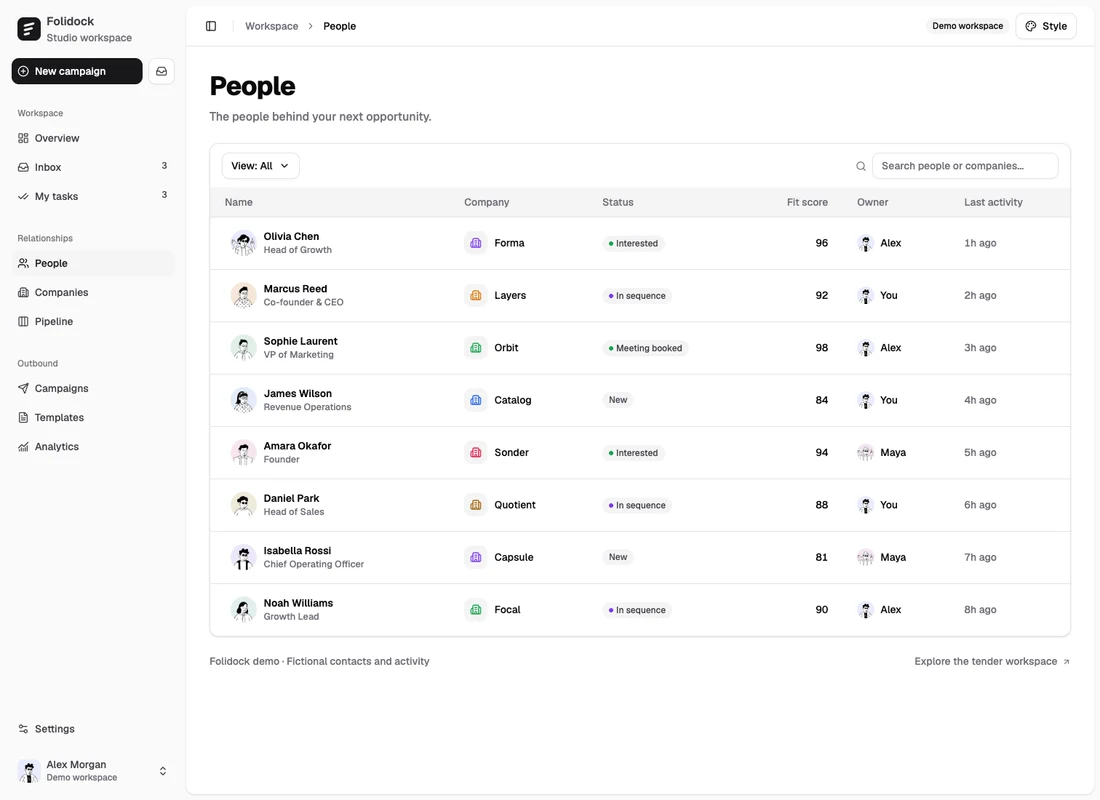 Folidock
Studio workspace
New campaign
Workspace
Overview
Inbox 3
My tasks 3
Relationships
People
Companies
Pipeline
Outbound
Campaigns
Templates
Analytics
Settings
Alex Morgan
Demo workspace
Workspace > People
Demo workspace
Style
People
The people behind your next opportunity.
View: All
Search people or companies...
Name Company Status Fit score Owner Last activity
Olivia Chen
Head of Growth
Forma Interested 96 Alex 1h ago
Marcus Reed
Co-founder & CEO
Layers In sequence 92 You 2h ago
Sophie Laurent
VP of Marketing
Orbit Meeting booked 98 Alex 3h ago
James Wilson
Revenue Operations
Catalog New 84 You 4h ago
Amara Okafor
Founder
Sonder Interested 94 Maya 5h ago
Daniel Park
Head of Sales
Quotient In sequence 88 You 6h ago
Isabella Rossi
Chief Operating Officer
Capsule New 81 Maya 7h ago
Noah Williams
Growth Lead
Focal In sequence 90 Alex 8h ago
Folidock demo · Fictional contacts and activity
Explore the tender workspace ↗